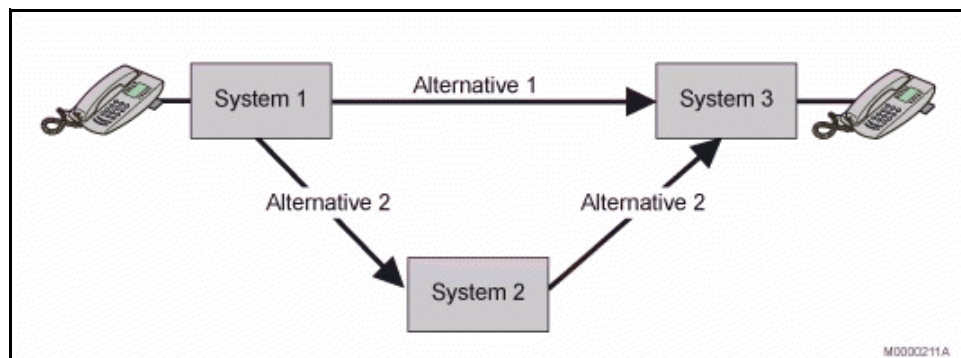 Alternative 1
System 1
System 3
Alternative 2
Alternative 2
System 2
M0000211A